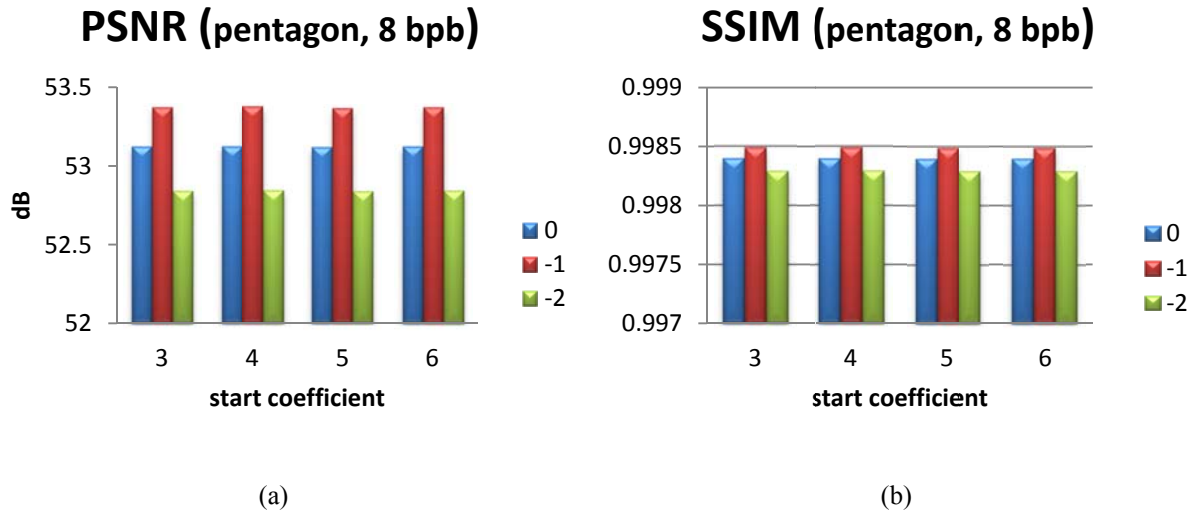 PSNR (pentagon, 8 bpb)
53.5
53
52.5
52
dB
3 4 5 6
start coefficient
0
-1
-2
(a)
SSIM (pentagon, 8 bpb)
0.999
0.9985
0.998
0.9975
0.997
3 4 5 6
start coefficient
0
-1
-2
(b)